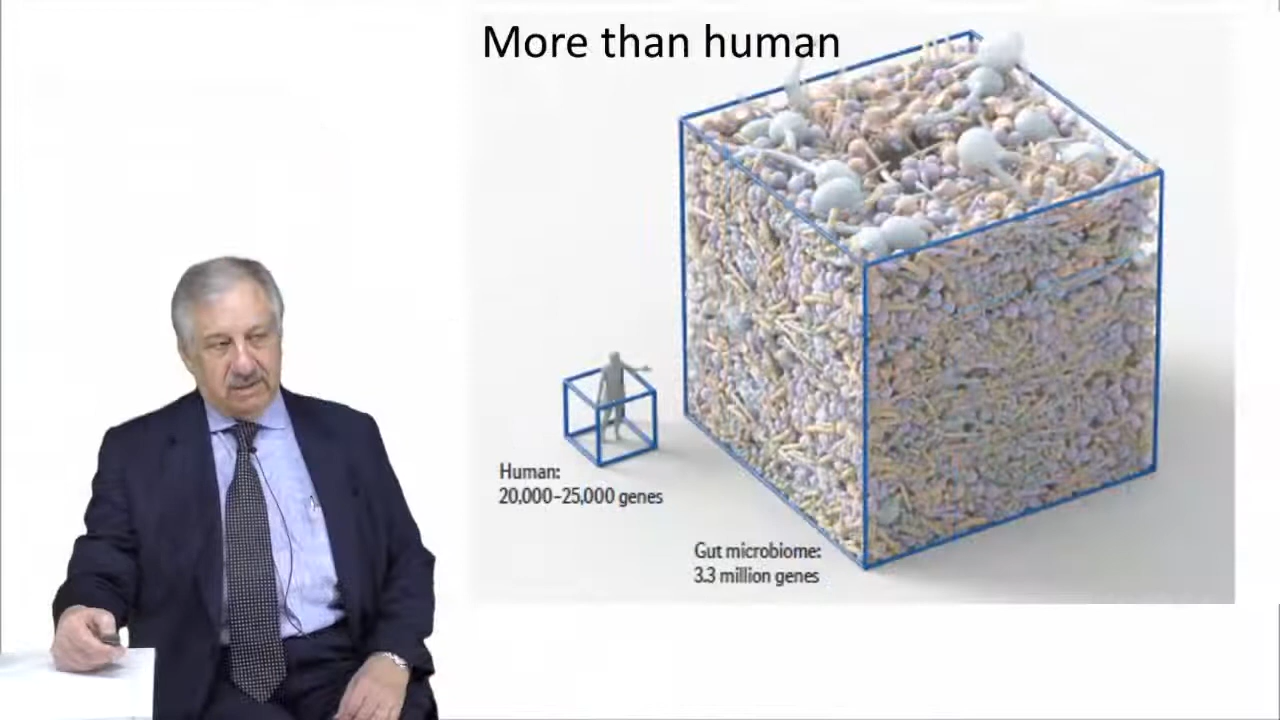 More than human
Human:
20,000–25,000 genes
Gut microbiome:
3.3 million genes